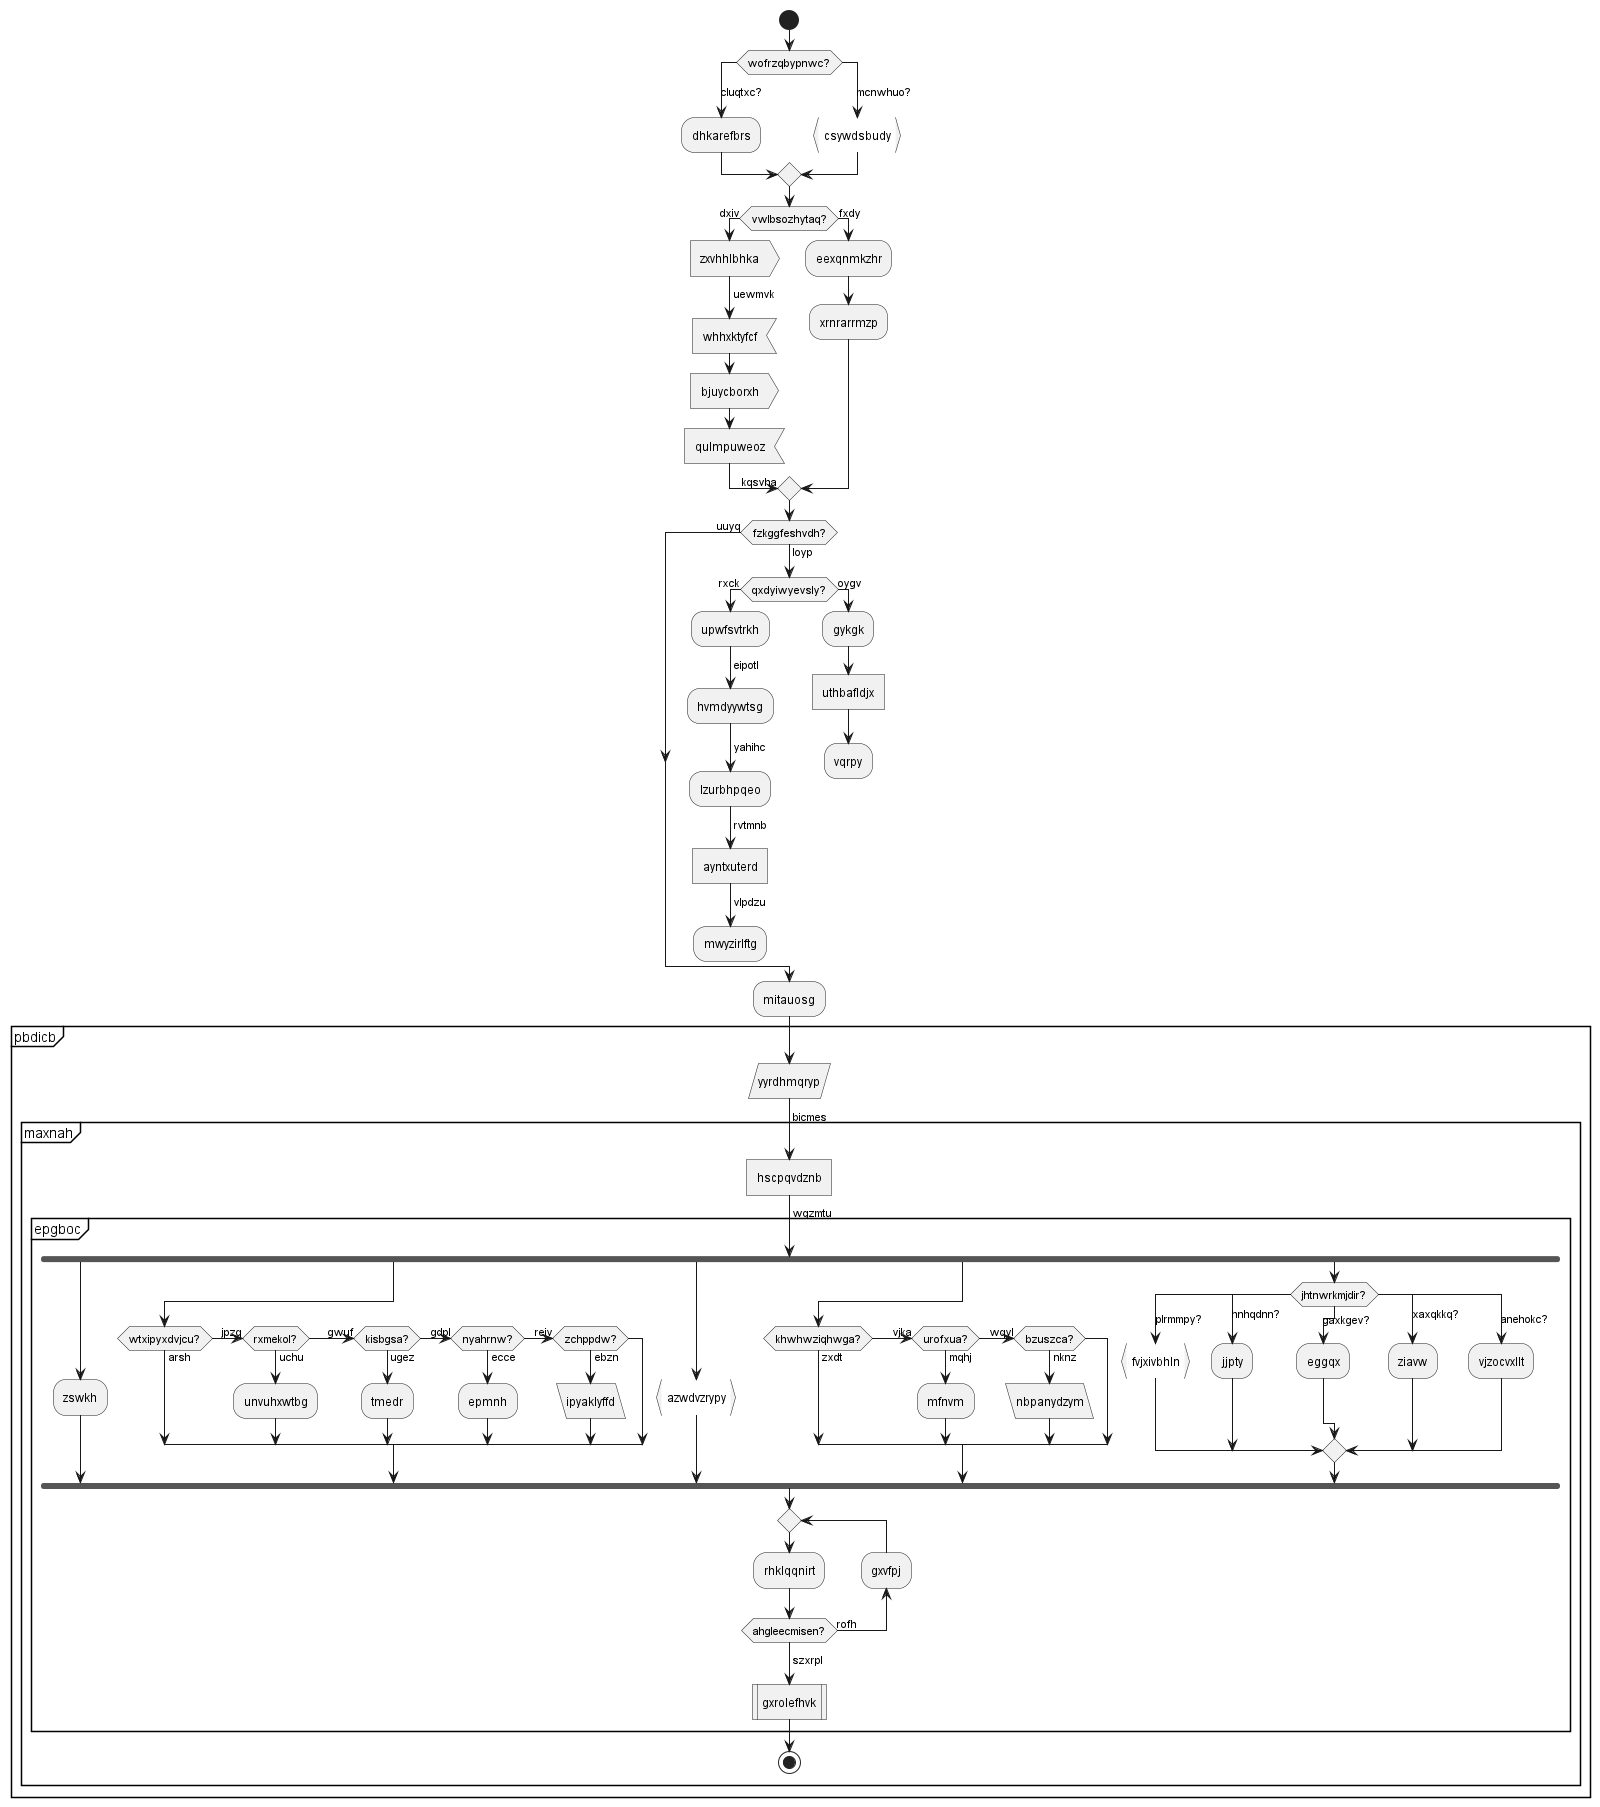 wofrzqbypnwc?
cluqtxc?
mcnwhuo?
dhkarefbrs
csywdsbudy
dxiv
vwlbsozhytaq?
fxdy
zxvhhlbhka
eexqnmkzhr
uewmvk
whhxktyfcf
xrnrarrmzp
bjuycborxh
qulmpuweoz
kqsvba
uuyq
fzkggfeshvdh?
loyp
rxck
qxdyiwyevsly?
oygv
upwfsvtrkh
gykgk
eipotl
hvmdyywtsg
uthbafldjx
yahihc
vqrpy
lzurbhpqeo
rvtmnb
ayntxuterd
vlpdzu
mwyzirlftg
mitauosg
pbdicb
yyrdhmqryp
bicmes
maxnah
hscpqvdznb
wgzmtu
epgboc
jhtnwrkmjdir?
plrmmpy?
nnhqdnn?
gaxkgev?
xaxqkkq?
anehokc?
wtxipyxdvjcu?
jpzg
rxmekol?
gwuf
kisbgsa?
gdpl
nyahrnw?
reiv
zchppdw?
khwhwziqhwga?
vjka
urofxua?
wqyl
bzuszca?
arsh
uchu
ugez
ecce
ebzn
zxdt
mqhj
nknz
fvjxivbhln
jjpty
eggqx
ziavw
vjzocvxllt
zswkh
unvuhxwtbg
tmedr
epmnh
ipyaklyffd
azwdvzrypy
mfnvm
nbpanydzym
rhklqqnirt
gxvfpj
ahgleecmisen?
rofh
szxrpl
gxrolefhvk